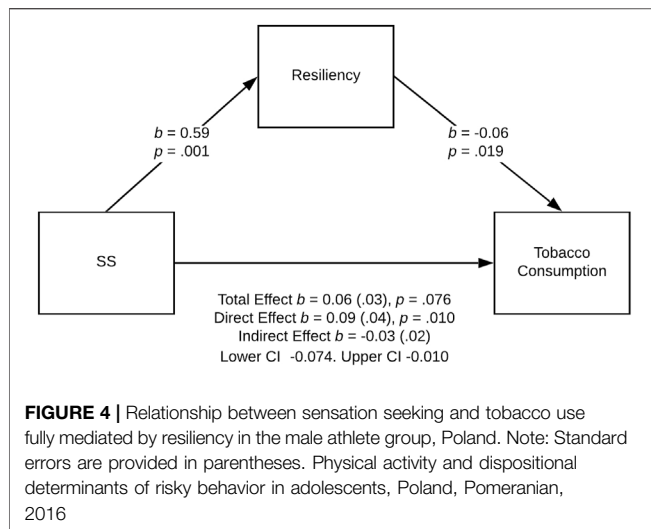 Resiliency
b = 0.59
p = .001
b = -0.06
p = .019
SS
Tobacco
Consumption
Total Effect b = 0.06 (.03), p = .076
Direct Effect b = 0.09 (.04), p = .010
Indirect Effect b = -0.03 (.02)
Lower CI -0.074. Upper CI -0.010
FIGURE 4 | Relationship between sensation seeking and tobacco use
fully mediated by resiliency in the male athlete group, Poland. Note: Standard
errors are provided in parentheses. Physical activity and dispositional
determinants of risky behavior in adolescents, Poland, Pomeranian,
2016